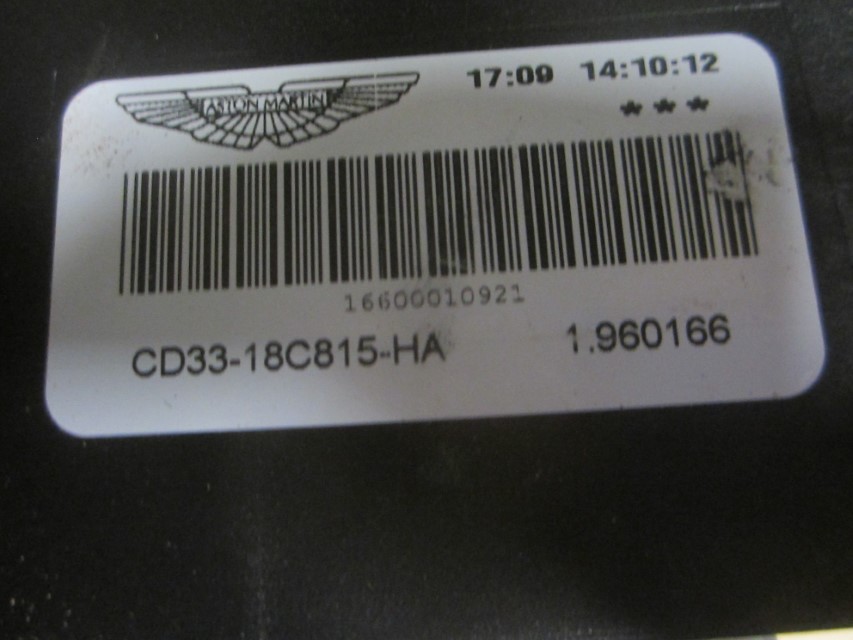 ASTON MARTIN
17:09 14:10:12
***
16600010921
CD33-18C815-HA 1.960166